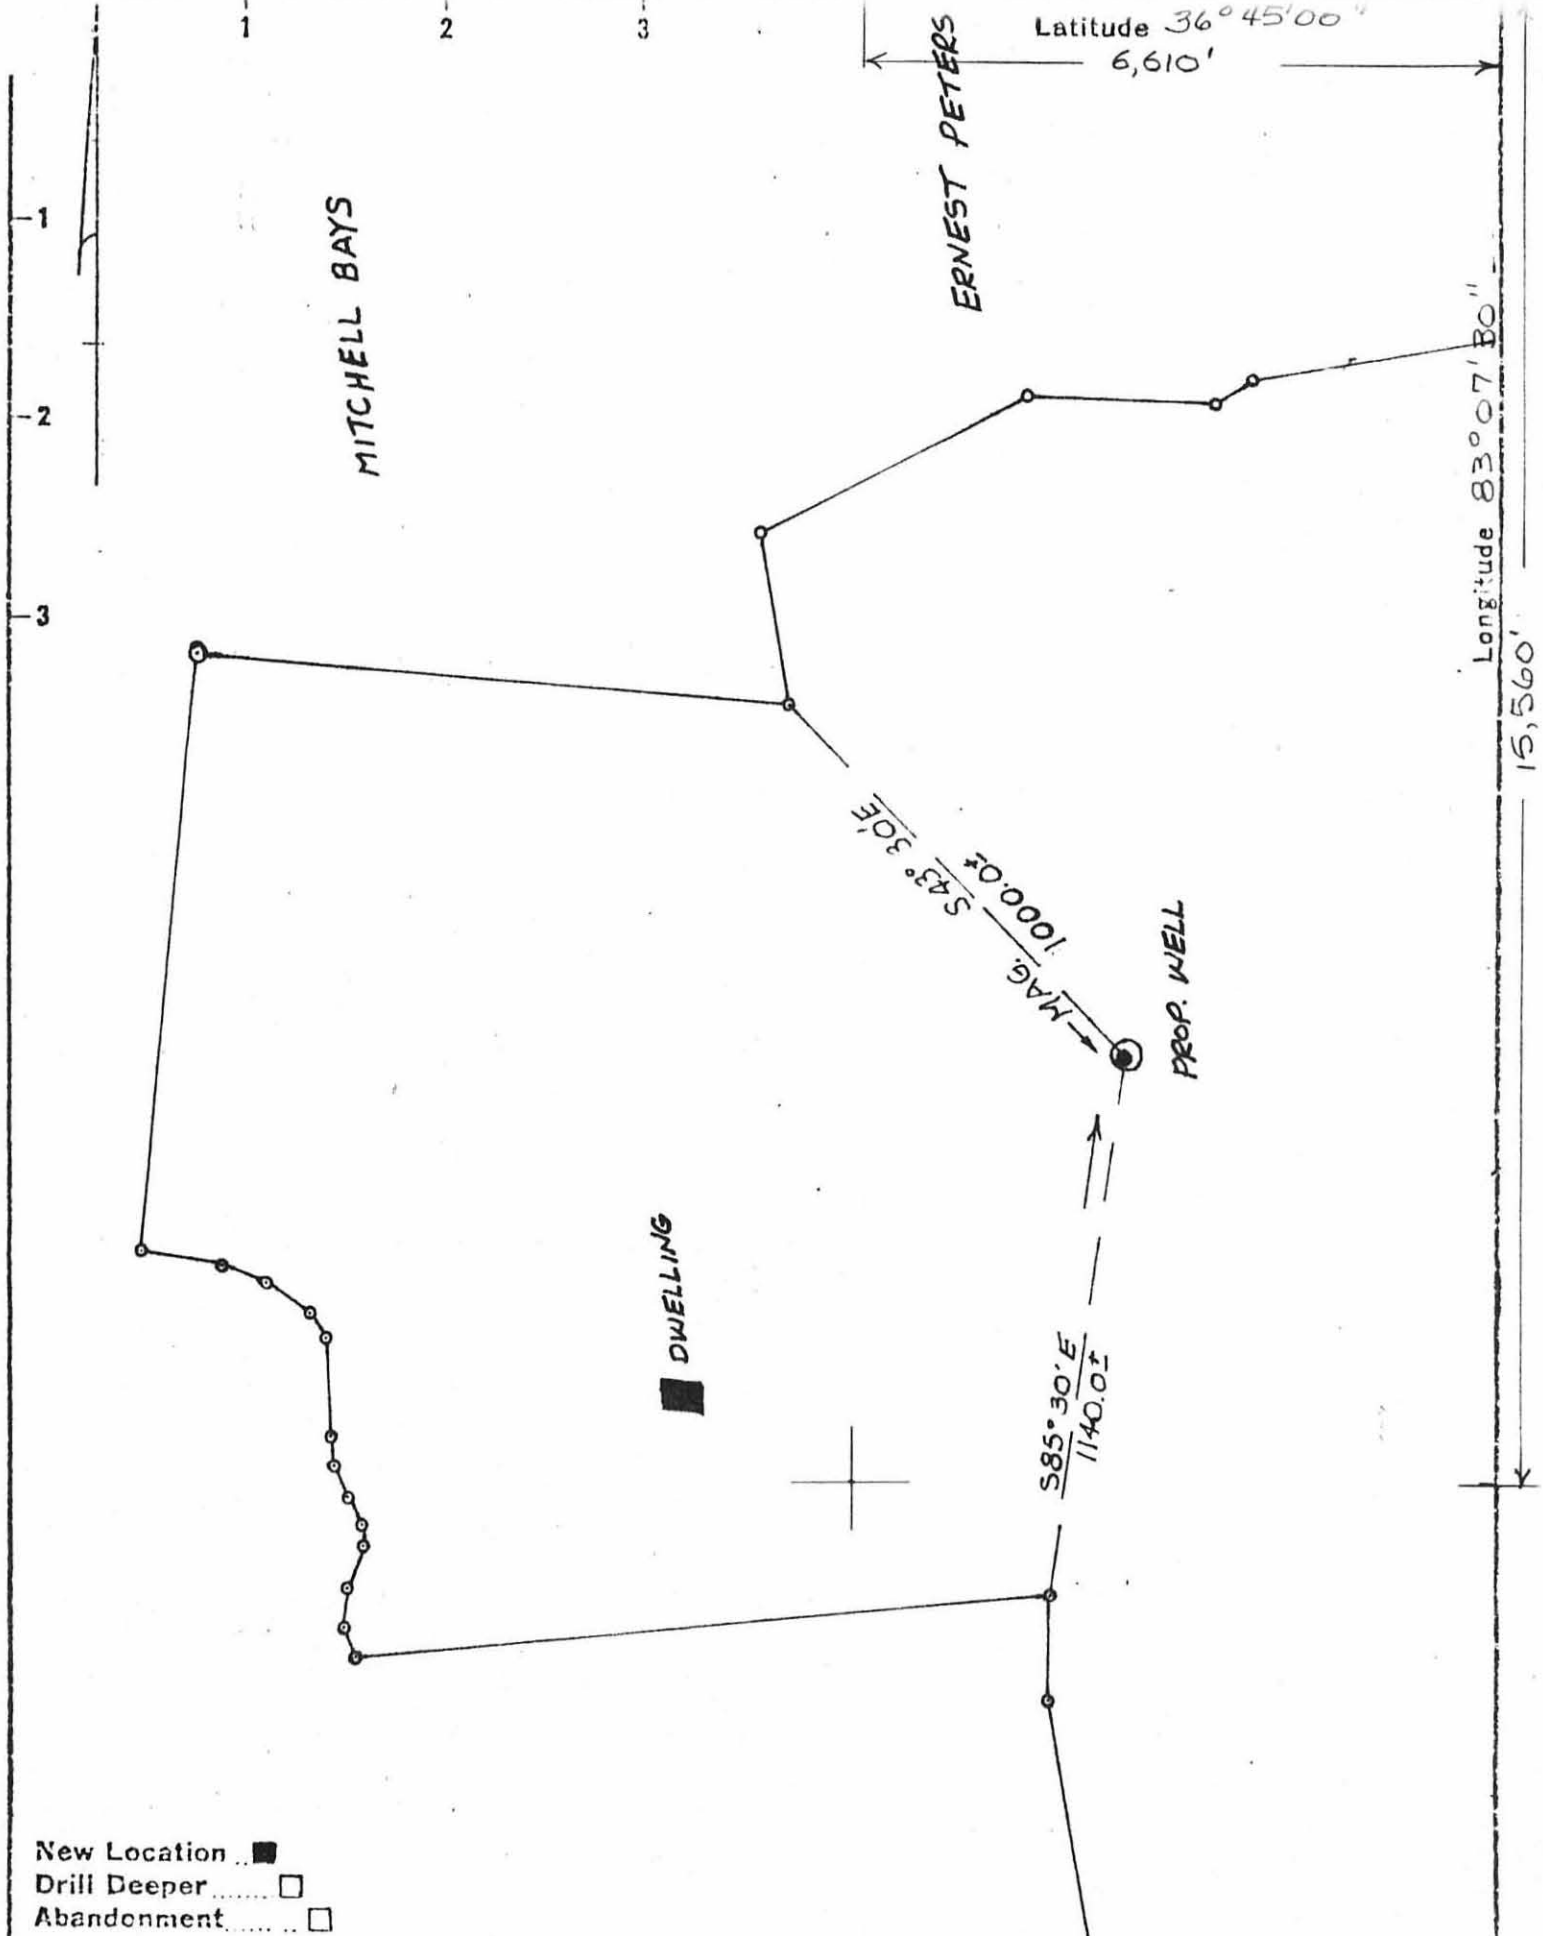 1
2
3
Latitude 36° 45' 00"
6,610'
ERNEST PETERS
1
MITCHELL BAYS
2
Longitude 83° 07' 30"
3
15,560'
S43° 30'E
MAG. 1000.0±
PROP. WELL
DWELLING
S85° 30' E
1140.0±
New Location ..
Drill Deeper .......
Abandonment ..... ..